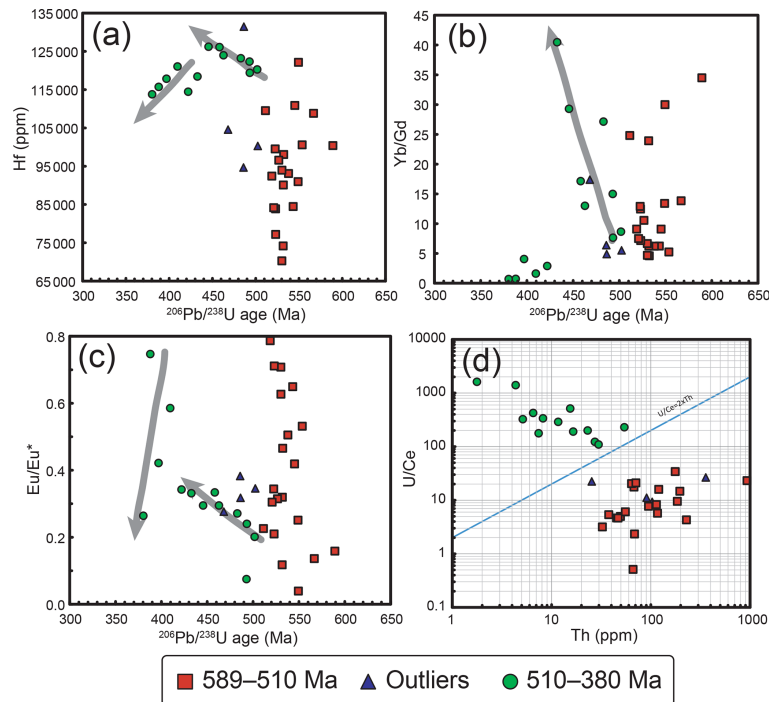 (a)
Hf (ppm)
135 000
125 000
115 000
105 000
95 000
85 000
75 000
65 000
300 350 400 450 500 550 600 650
²⁰⁶Pb/²³⁸U age (Ma)
(b)
Yb/Gd
45
40
35
30
25
20
15
10
5
0
300 350 400 450 500 550 600 650
²⁰⁶Pb/²³⁸U age (Ma)
(c)
Eu/Eu*
0.8
0.6
0.4
0.2
0.0
300 350 400 450 500 550 600 650
²⁰⁶Pb/²³⁸U age (Ma)
(d)
U/Ce
10000
1000
100
10
1
0.1
U/Ce=2xTh
1 10 100 1000
Th (ppm)
589–510 Ma Outliers 510–380 Ma